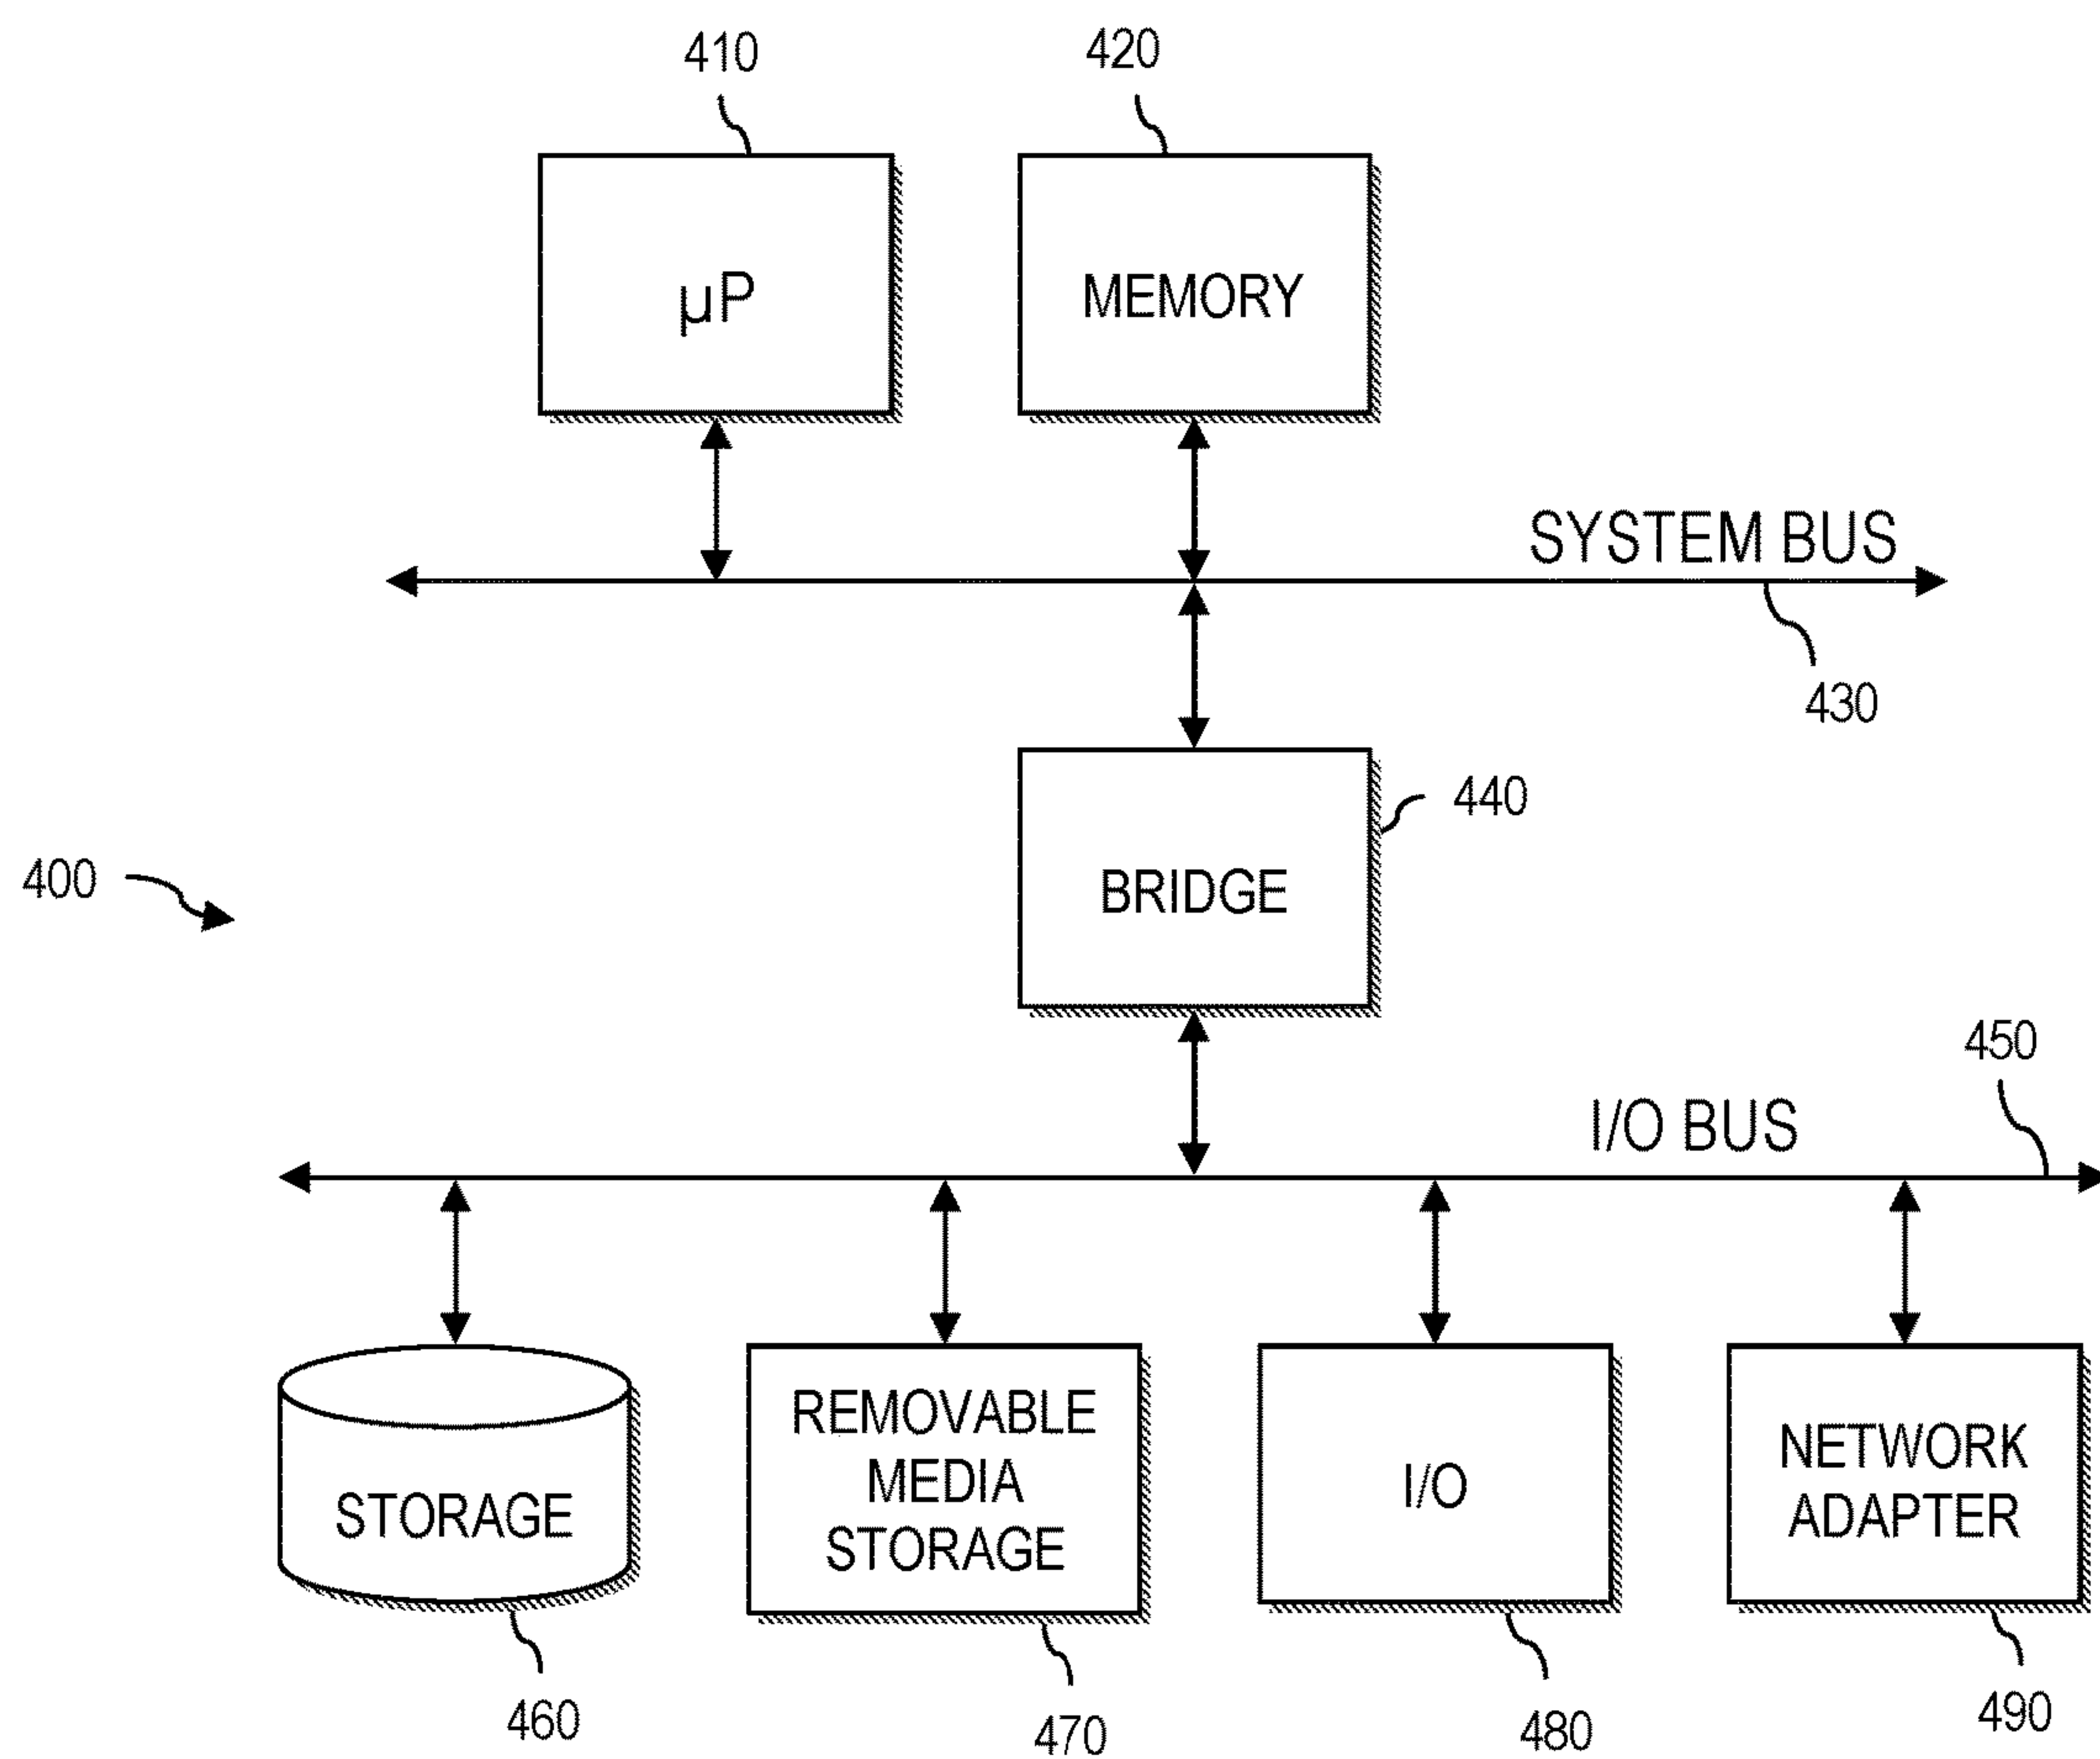 410
420
µP
MEMORY
SYSTEM BUS
430
440
BRIDGE
400
450
I/O BUS
STORAGE
REMOVABLE
MEDIA
STORAGE
I/O
NETWORK
ADAPTER
460
470
480
490